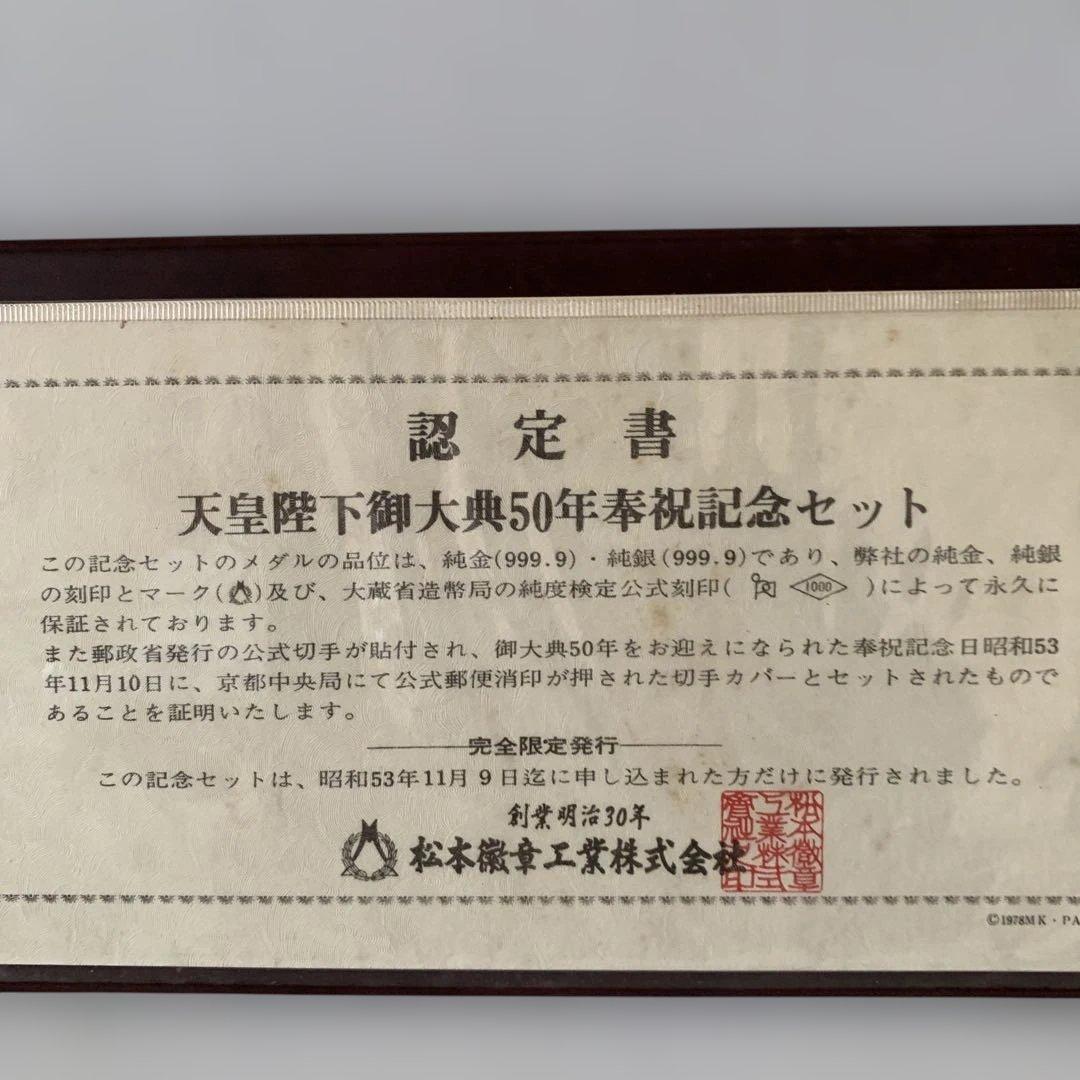 認定書
天皇陛下御大典50年奉祝記念セット
この記念セットのメダルの品位は、純金(999.9)・純銀(999.9)であり、弊社の純金、純銀
の刻印とマーク( )及び、大蔵省造幣局の純度検定公式刻印( 1000 )によって永久に
保証されております。
また郵政省発行の公式切手が貼付され、御大典50年をお迎えになられた奉祝記念日昭和53
年11月10日に、京都中央局にて公式郵便消印が押された切手カバーとセットされたもので
あることを証明いたします。
完全限定発行
この記念セットは、昭和53年11月9日迄に申し込まれた方だけに発行されました。
創業明治30年
松本徽章工業株式会社
©1978MK・PA